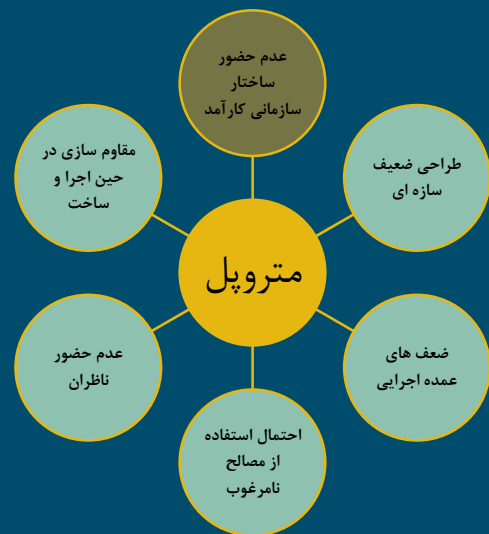 عدم حضور
ساختار
سازمانی کارآمد
طراحی ضعیف
سازه ای
ضعف های
عمده اجرایی
احتمال استفاده
از مصالح
نامرغوب
عدم حضور
ناظران
مقاوم سازی در
حین اجرا و
ساخت
متروپل